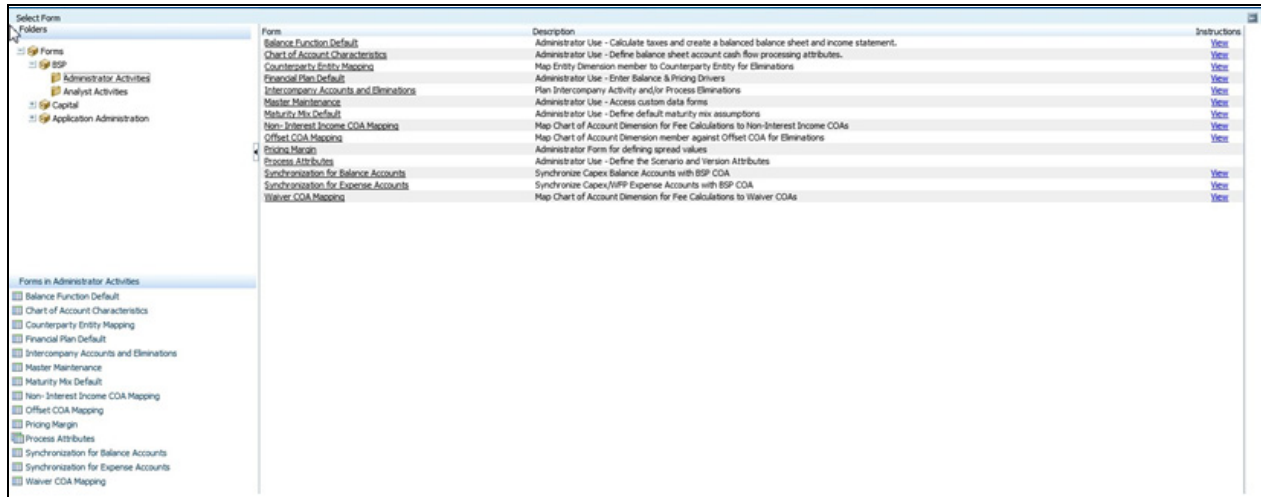 Select Form
Folders
Forms
BSP
Administrator Activities
Analyst Activities
Capital
Application Administration
Form Description Instructions
Balance Function Default Administrator Use - Calculate taxes and create a balanced balance sheet and income statement. View
Chart of Account Characteristics Administrator Use - Define balance sheet account cash flow processing attributes. View
Counterparty Entity Mapping Map Entity Dimension member to Counterparty Entity for Eliminations View
Financial Plan Default Administrator Use - Enter Balance & Pricing Drivers View
Intercompany Accounts and Eliminations Plan Intercompany Activity and/or Process Eliminations View
Master Maintenance Administrator Use - Access custom data forms View
Maturity Mix Default Administrator Use - Define default maturity mix assumptions View
Non- Interest Income COA Mapping Map Chart of Account Dimension for Fee Calculations to Non-Interest Income COAs View
Offset COA Mapping Map Chart of Account Dimension member against Offset COA for Eliminations View
Pricing Margin Administrator Form for defining spread values
Process Attributes Administrator Use - Define the Scenario and Version Attributes
Synchronization for Balance Accounts Synchronize Capex Balance Accounts with BSP COA View
Synchronization for Expense Accounts Synchronize Capex/WFP Expense Accounts with BSP COA View
Waiver COA Mapping Map Chart of Account Dimension for Fee Calculations to Waiver COAs View
Forms in Administrator Activities
Balance Function Default
Chart of Account Characteristics
Counterparty Entity Mapping
Financial Plan Default
Intercompany Accounts and Eliminations
Master Maintenance
Maturity Mix Default
Non- Interest Income COA Mapping
Offset COA Mapping
Pricing Margin
Process Attributes
Synchronization for Balance Accounts
Synchronization for Expense Accounts
Waiver COA Mapping